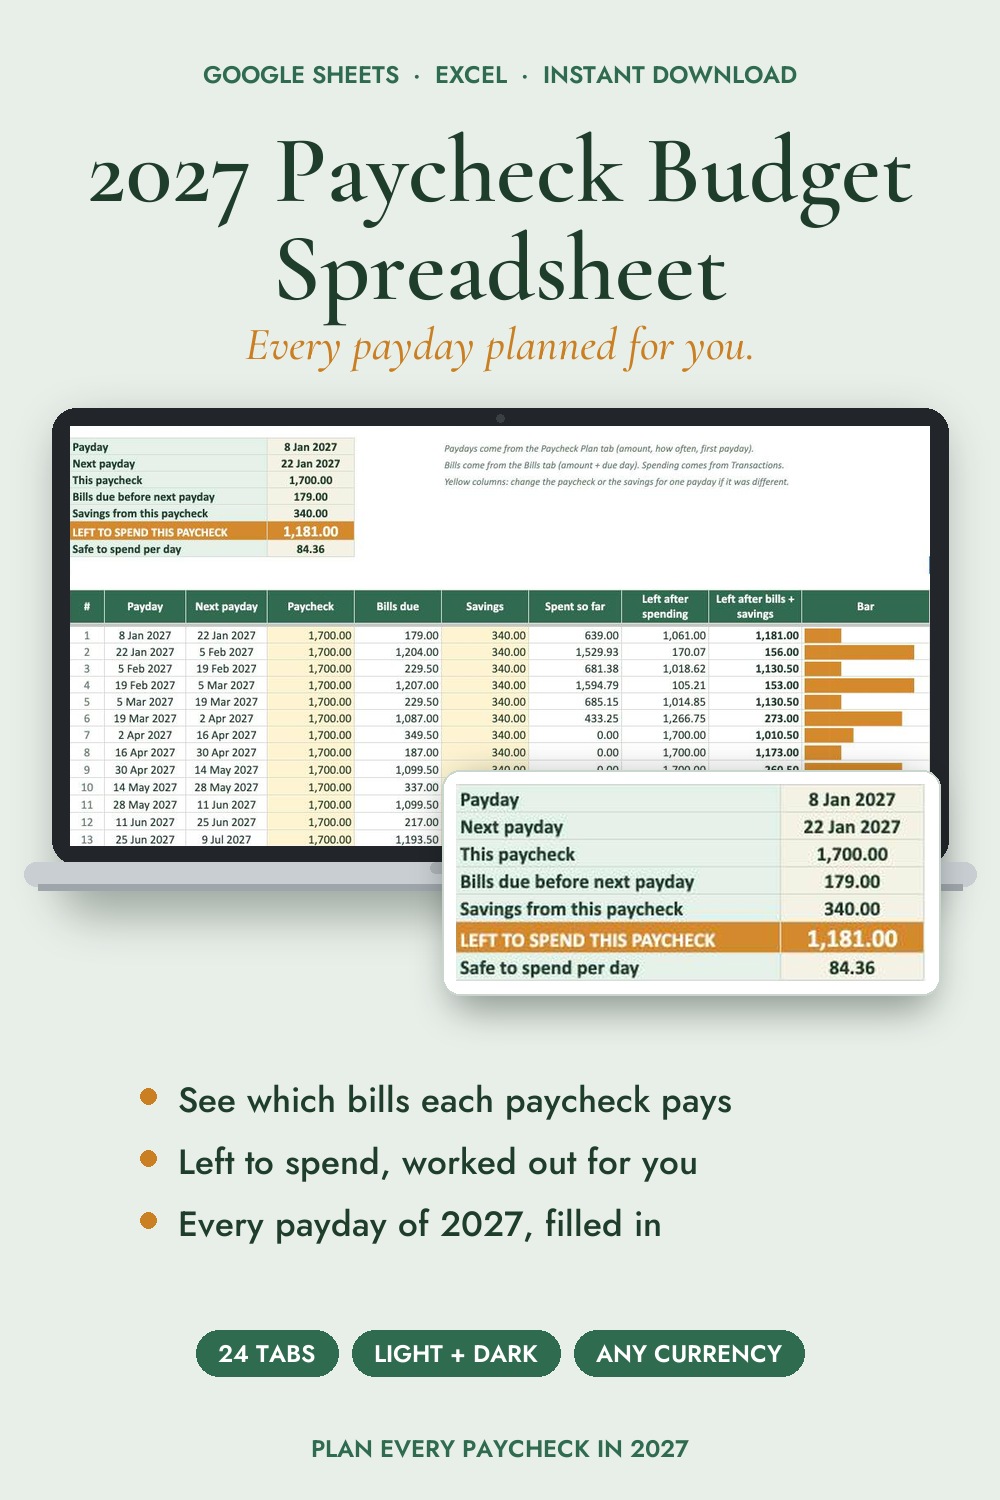 GOOGLE SHEETS · EXCEL · INSTANT DOWNLOAD
2027 Paycheck Budget
Spreadsheet
Every payday planned for you.
Payday 8 Jan 2027
Next payday 22 Jan 2027
This paycheck 1,700.00
Bills due before next payday 179.00
Savings from this paycheck 340.00
LEFT TO SPEND THIS PAYCHECK 1,181.00
Safe to spend per day 84.36
Paydays come from the Paycheck Plan tab (amount, how often, first payday).
Bills come from the Bills tab (amount + due day). Spending comes from Transactions.
Yellow columns: change the paycheck or the savings for one payday if it was different.
# Payday Next payday Paycheck Bills due Savings Spent so far Left after spending Left after bills + savings Bar
1 8 Jan 2027 22 Jan 2027 1,700.00 179.00 340.00 639.00 1,061.00 1,181.00
2 22 Jan 2027 5 Feb 2027 1,700.00 1,204.00 340.00 1,529.93 170.07 156.00
3 5 Feb 2027 19 Feb 2027 1,700.00 229.50 340.00 681.38 1,018.62 1,130.50
4 19 Feb 2027 5 Mar 2027 1,700.00 1,207.00 340.00 1,594.79 105.21 153.00
5 5 Mar 2027 19 Mar 2027 1,700.00 229.50 340.00 685.15 1,014.85 1,130.50
6 19 Mar 2027 2 Apr 2027 1,700.00 1,087.00 340.00 433.25 1,266.75 273.00
7 2 Apr 2027 16 Apr 2027 1,700.00 349.50 340.00 0.00 1,700.00 1,010.50
8 16 Apr 2027 30 Apr 2027 1,700.00 187.00 340.00 0.00 1,700.00 1,173.00
9 30 Apr 2027 14 May 2027 1,700.00 1,099.50 340.00 0.00 1,700.00 260.50
10 14 May 2027 28 May 2027 1,700.00 337.00
11 28 May 2027 11 Jun 2027 1,700.00 1,099.50
12 11 Jun 2027 25 Jun 2027 1,700.00 217.00
13 25 Jun 2027 9 Jul 2027 1,700.00 1,193.50
Payday 8 Jan 2027
Next payday 22 Jan 2027
This paycheck 1,700.00
Bills due before next payday 179.00
Savings from this paycheck 340.00
LEFT TO SPEND THIS PAYCHECK 1,181.00
Safe to spend per day 84.36
See which bills each paycheck pays
Left to spend, worked out for you
Every payday of 2027, filled in
24 TABS LIGHT + DARK ANY CURRENCY
PLAN EVERY PAYCHECK IN 2027